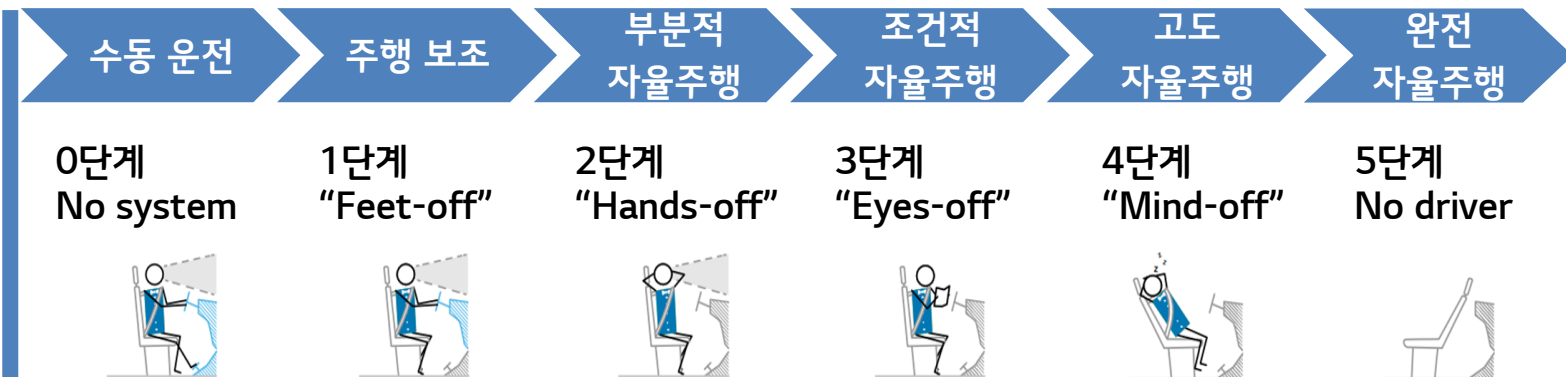 수동 운전
주행 보조
부분적
자율주행
조건적
자율주행
고도
자율주행
완전
자율주행
0단계
No system
1단계
“Feet-off”
2단계
“Hands-off”
3단계
“Eyes-off”
4단계
“Mind-off”
5단계
No driver
z z z